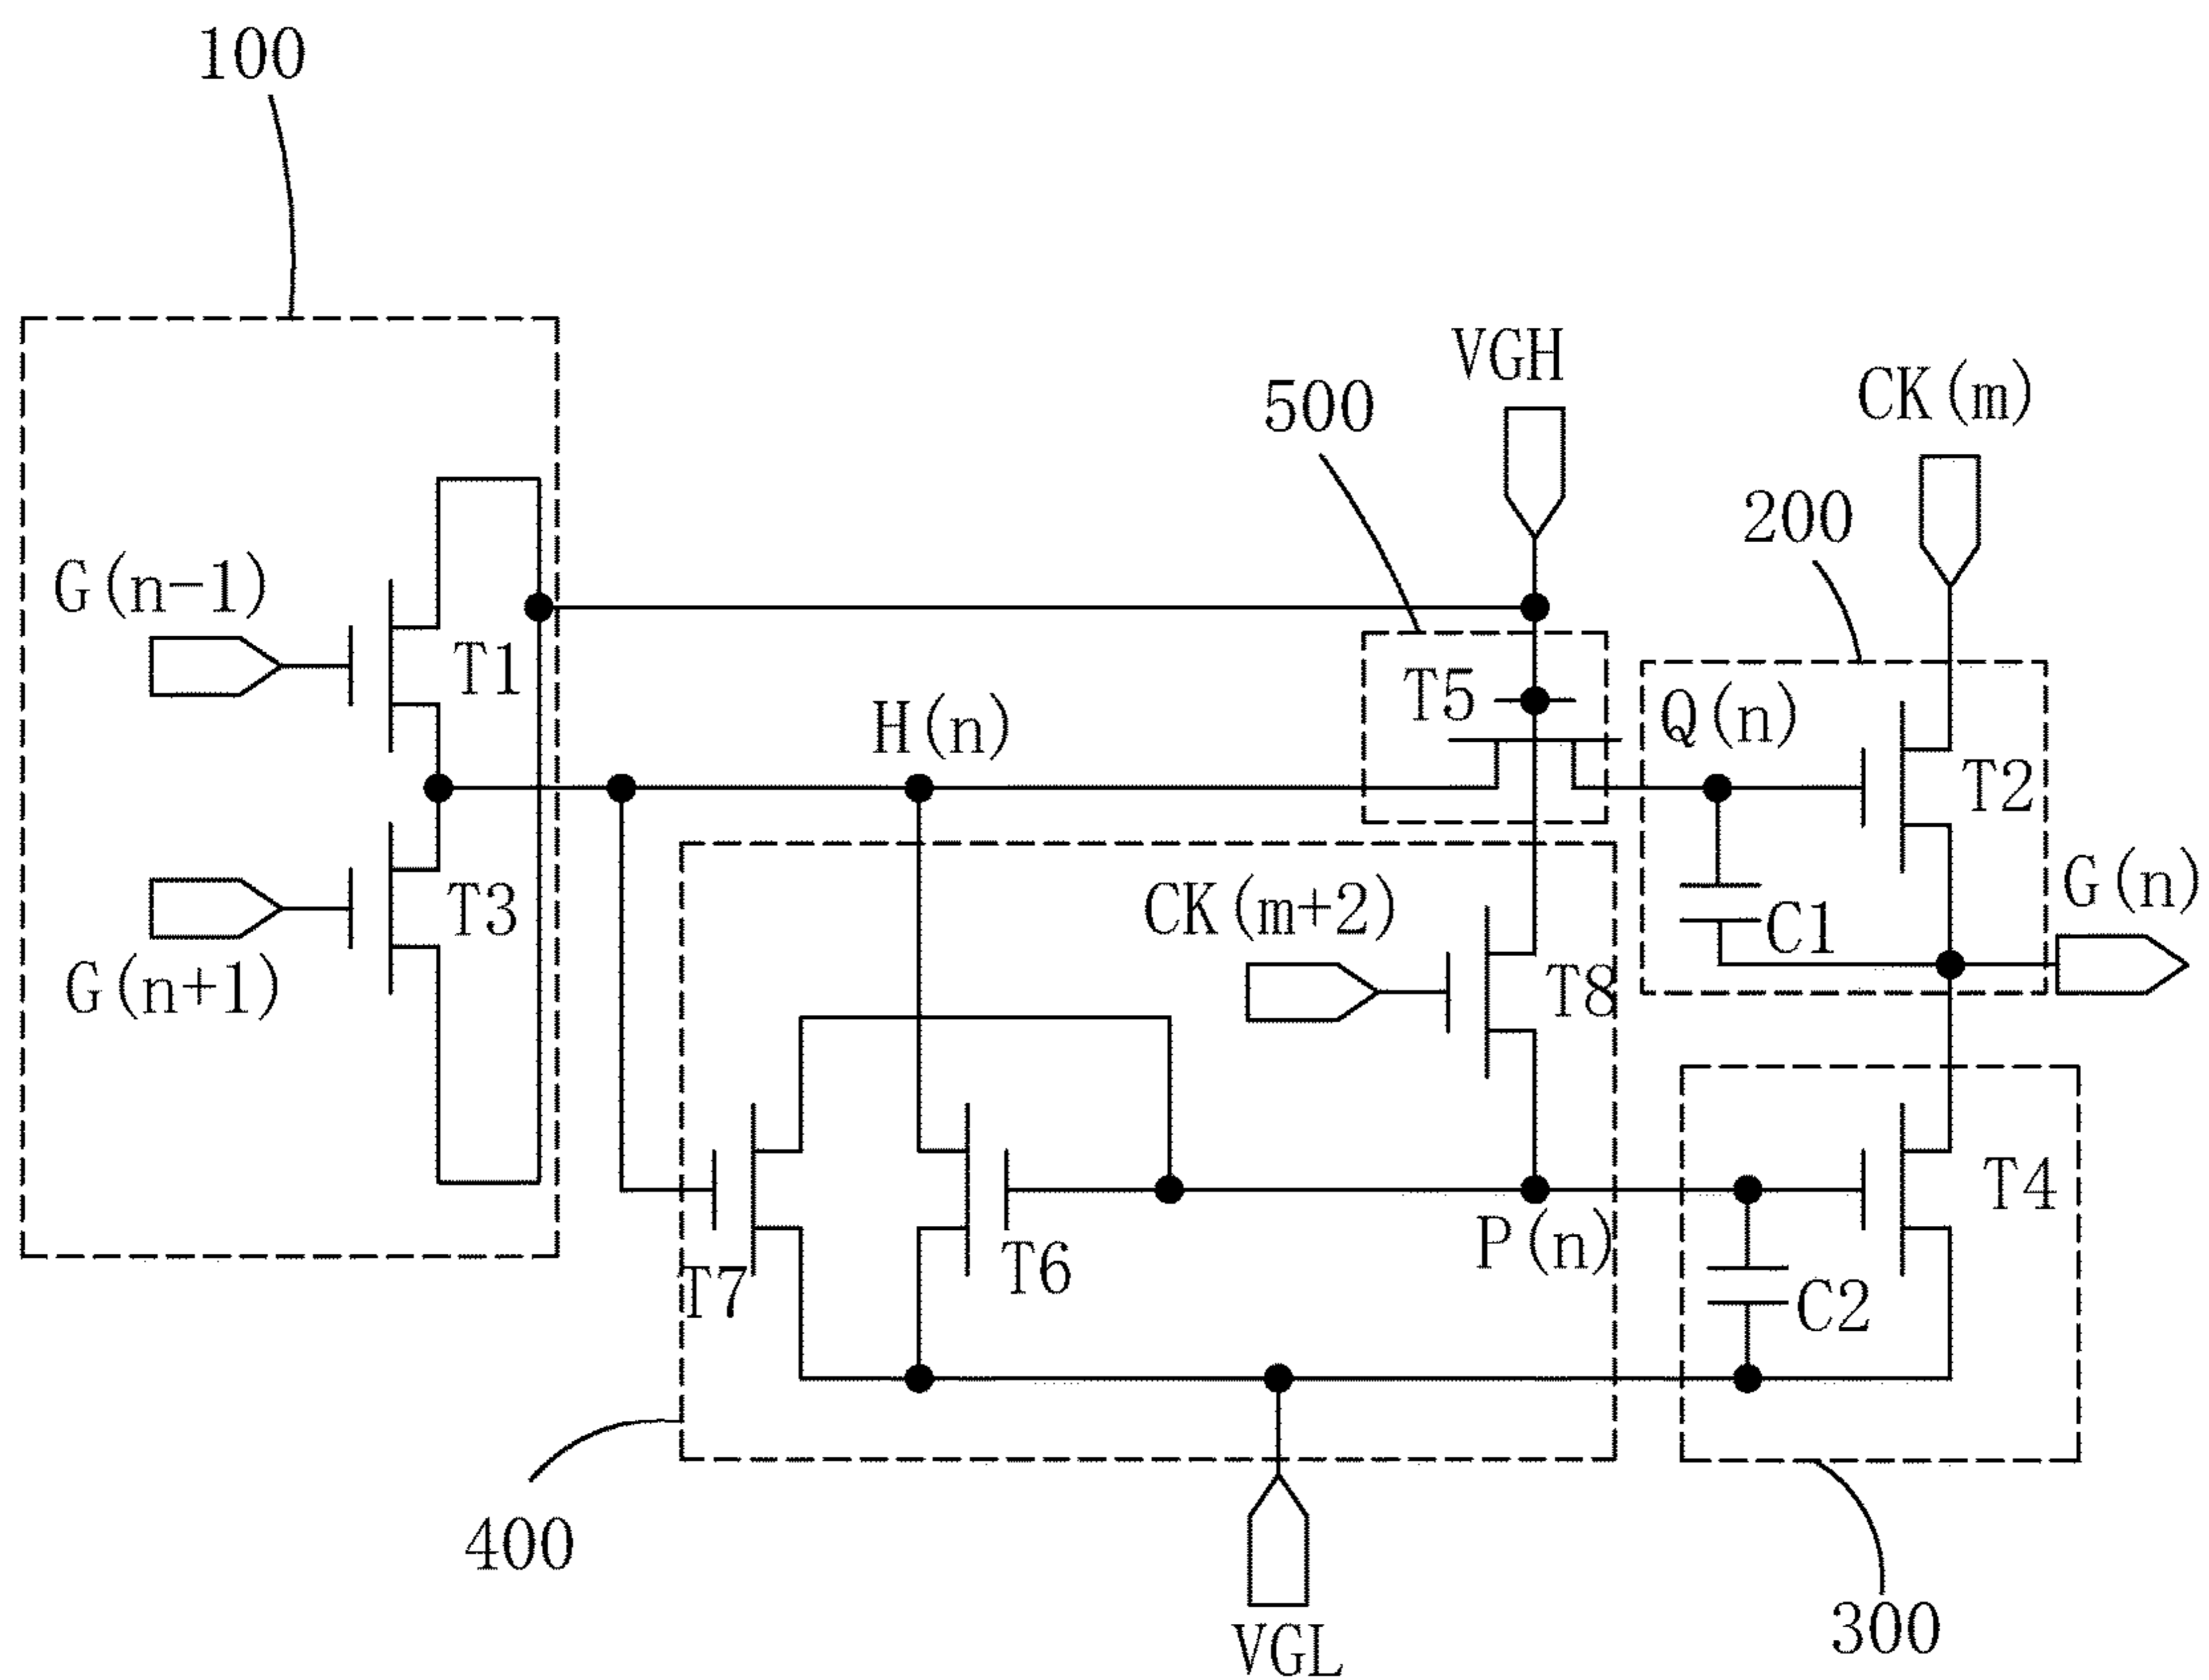 100
VGH
CK(m)
500
200
G(n-1)
T1
T5
Q(n)
H(n)
T2
T3
CK(m+2)
C1
G(n)
G(n+1)
T8
T4
P(n)
T6
T7
C2
400
300
VGL